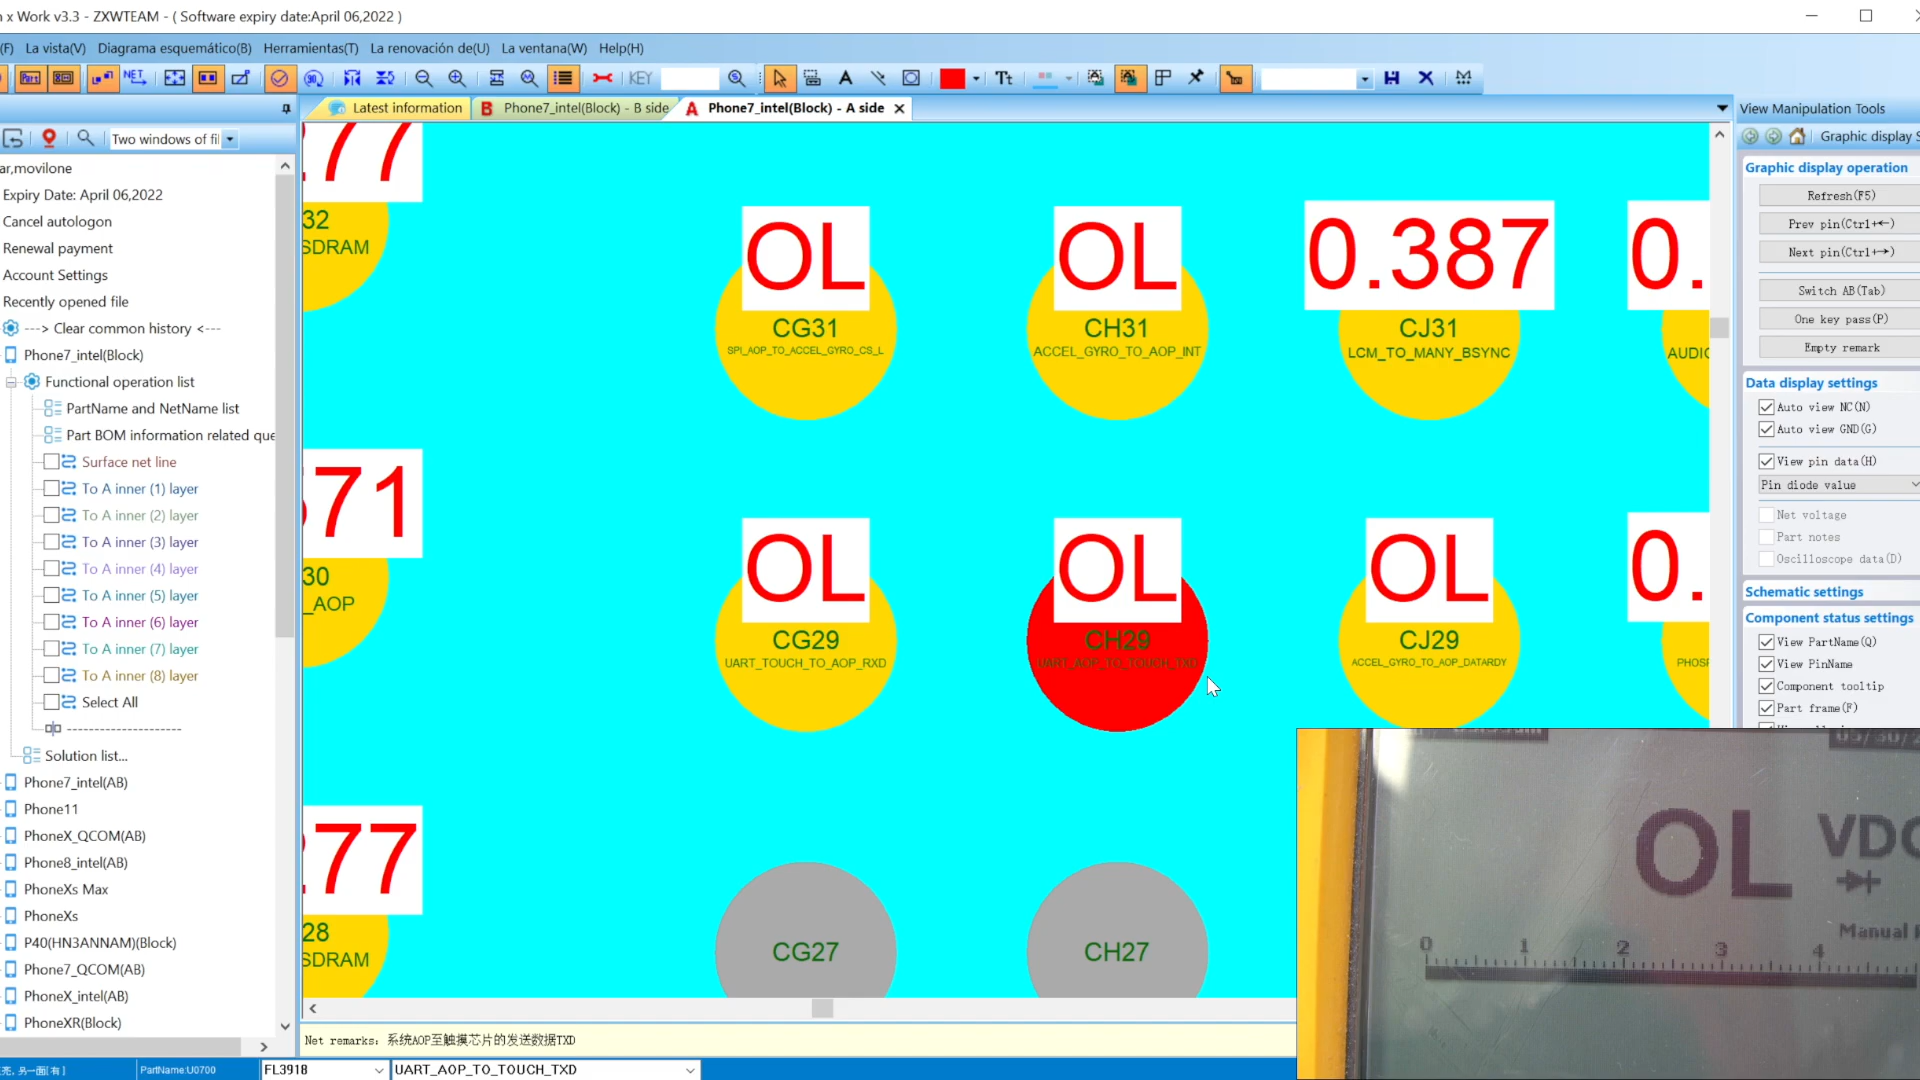 x Work v3.3 - ZXWTEAM - ( Software expiry date:April 06,2022 )
(F) La vista(V) Diagrama esquemático(B) Herramientas(T) La renovación de(U) La ventana(W) Help(H)
Part NET KEY A Tt
Latest information
B Phone7_intel(Block) - B side
A Phone7_intel(Block) - A side
View Manipulation Tools
Two windows of fil
Graphic display S
ar,movilone
Expiry Date: April 06,2022
Cancel autologon
Renewal payment
Account Settings
Recently opened file
---> Clear common history <---
Phone7_intel(Block)
Functional operation list
PartName and NetName list
Part BOM information related que
Surface net line
To A inner (1) layer
To A inner (2) layer
To A inner (3) layer
To A inner (4) layer
To A inner (5) layer
To A inner (6) layer
To A inner (7) layer
To A inner (8) layer
Select All
----------------------
Solution list...
Phone7_intel(AB)
Phone11
PhoneX_QCOM(AB)
Phone8_intel(AB)
PhoneXs Max
PhoneXs
P40(HN3ANNAM)(Block)
Phone7_QCOM(AB)
PhoneX_intel(AB)
PhoneXR(Block)
277
32
SDRAM
OL
CG31
SPI_AOP_TO_ACCEL_GYRO_CS_L
OL
CH31
ACCEL_GYRO_TO_AOP_INT
0.387
CJ31
LCM_TO_MANY_BSYNC
0.
AUDIO
571
30
_AOP
OL
CG29
UART_TOUCH_TO_AOP_RXD
OL
CH29
UART_AOP_TO_TOUCH_TXD
OL
CJ29
ACCEL_GYRO_TO_AOP_DATARDY
0.
PHOSP
277
28
SDRAM
CG27
CH27
Graphic display operation
Refresh(F5)
Prev pin(Ctrl+←)
Next pin(Ctrl+→)
Switch AB(Tab)
One key pass(P)
Empty remark
Data display settings
Auto view NC(N)
Auto view GND(G)
View pin data(H)
Pin diode value
Net voltage
Part notes
Oscilloscope data(D)
Schematic settings
Component status settings
View PartName(Q)
View PinName
Component tooltip
Part frame(F)
OL VDC
Manual
0 1 2 3 4
Net remarks: 系统AOP至触摸芯片的发送数据TXD
PartName:U0700
FL3918
UART_AOP_TO_TOUCH_TXD